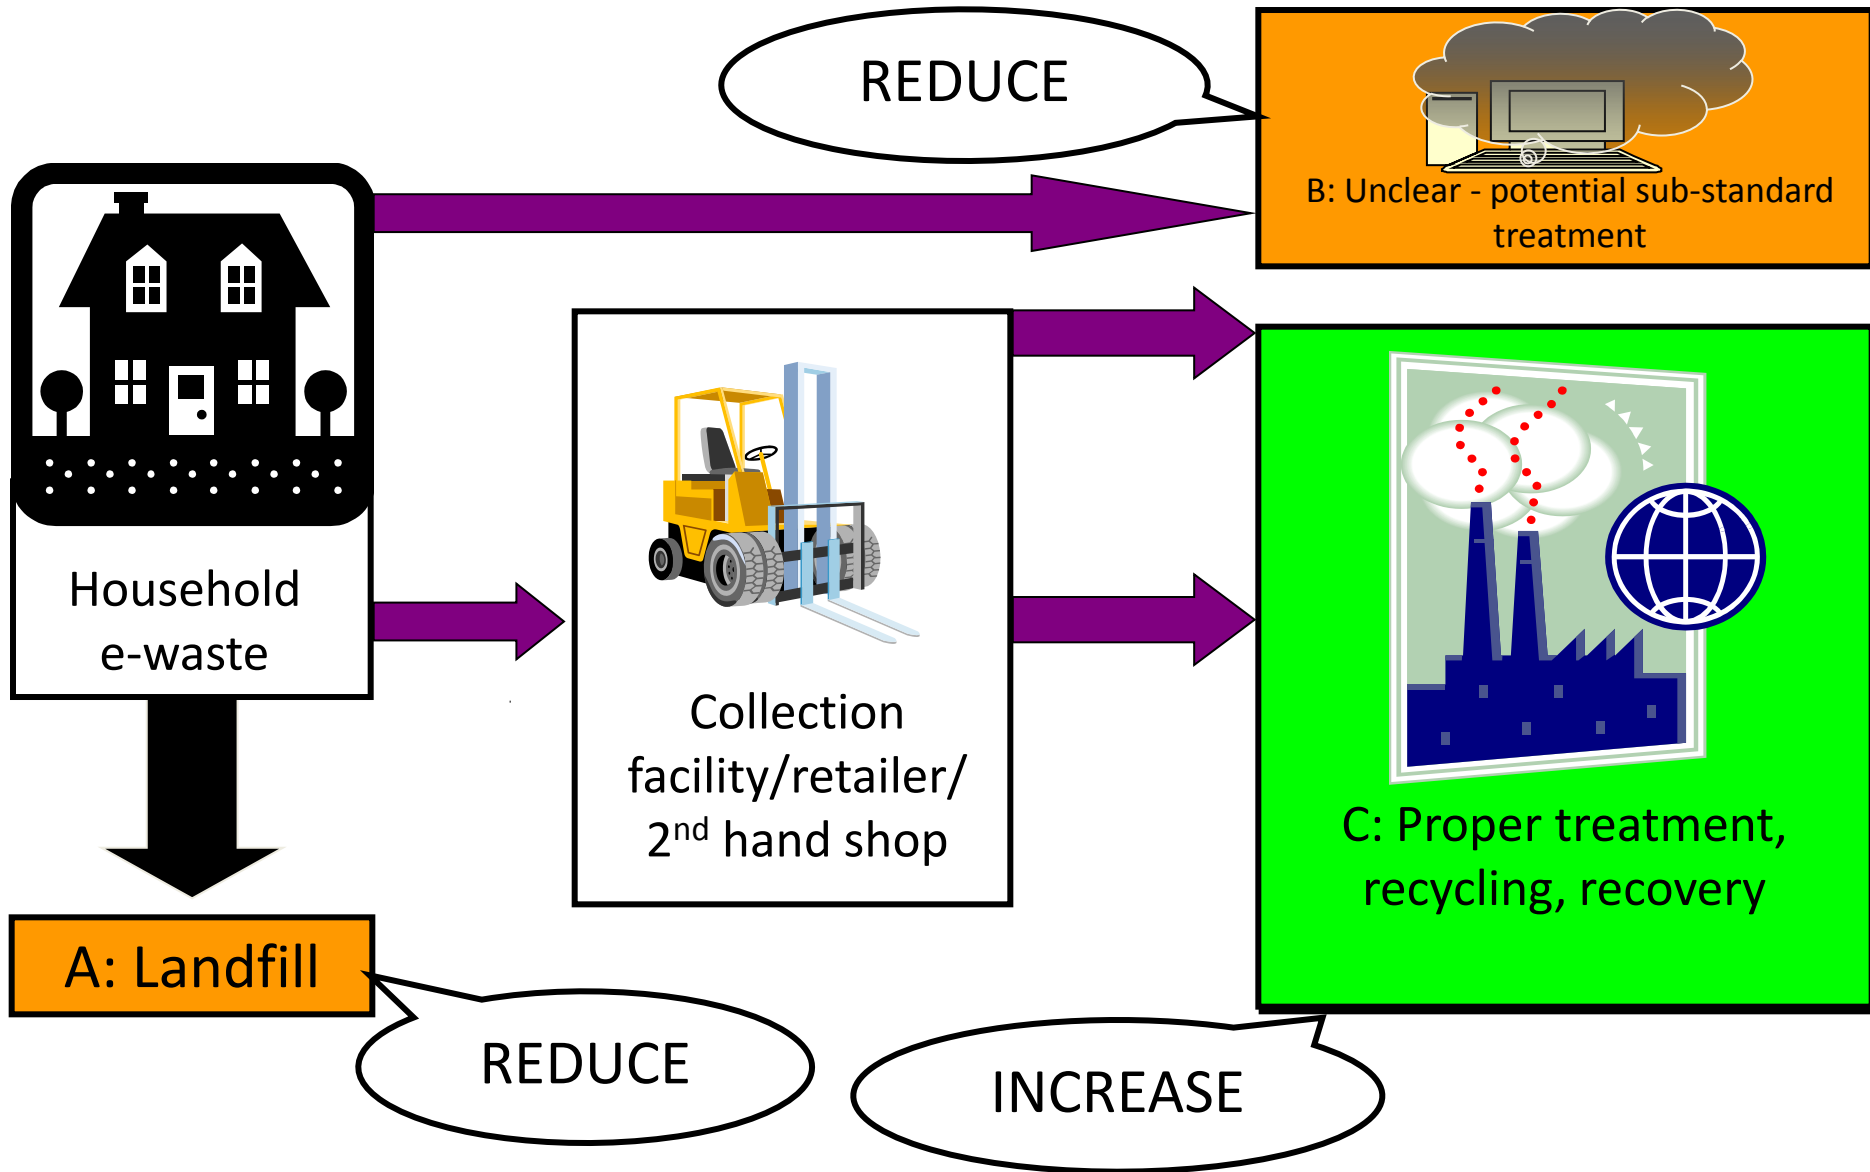 REDUCE
B: Unclear - potential sub-standard
treatment
Household
e-waste
Collection
facility/retailer/
2nd hand shop
C: Proper treatment,
recycling, recovery
A: Landfill
REDUCE
INCREASE